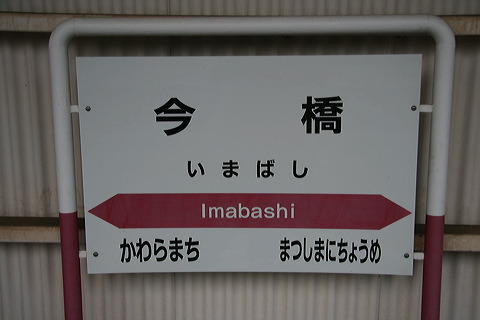 今橋
いまばし
Imabashi
かわらまち まつしまにちょうめ